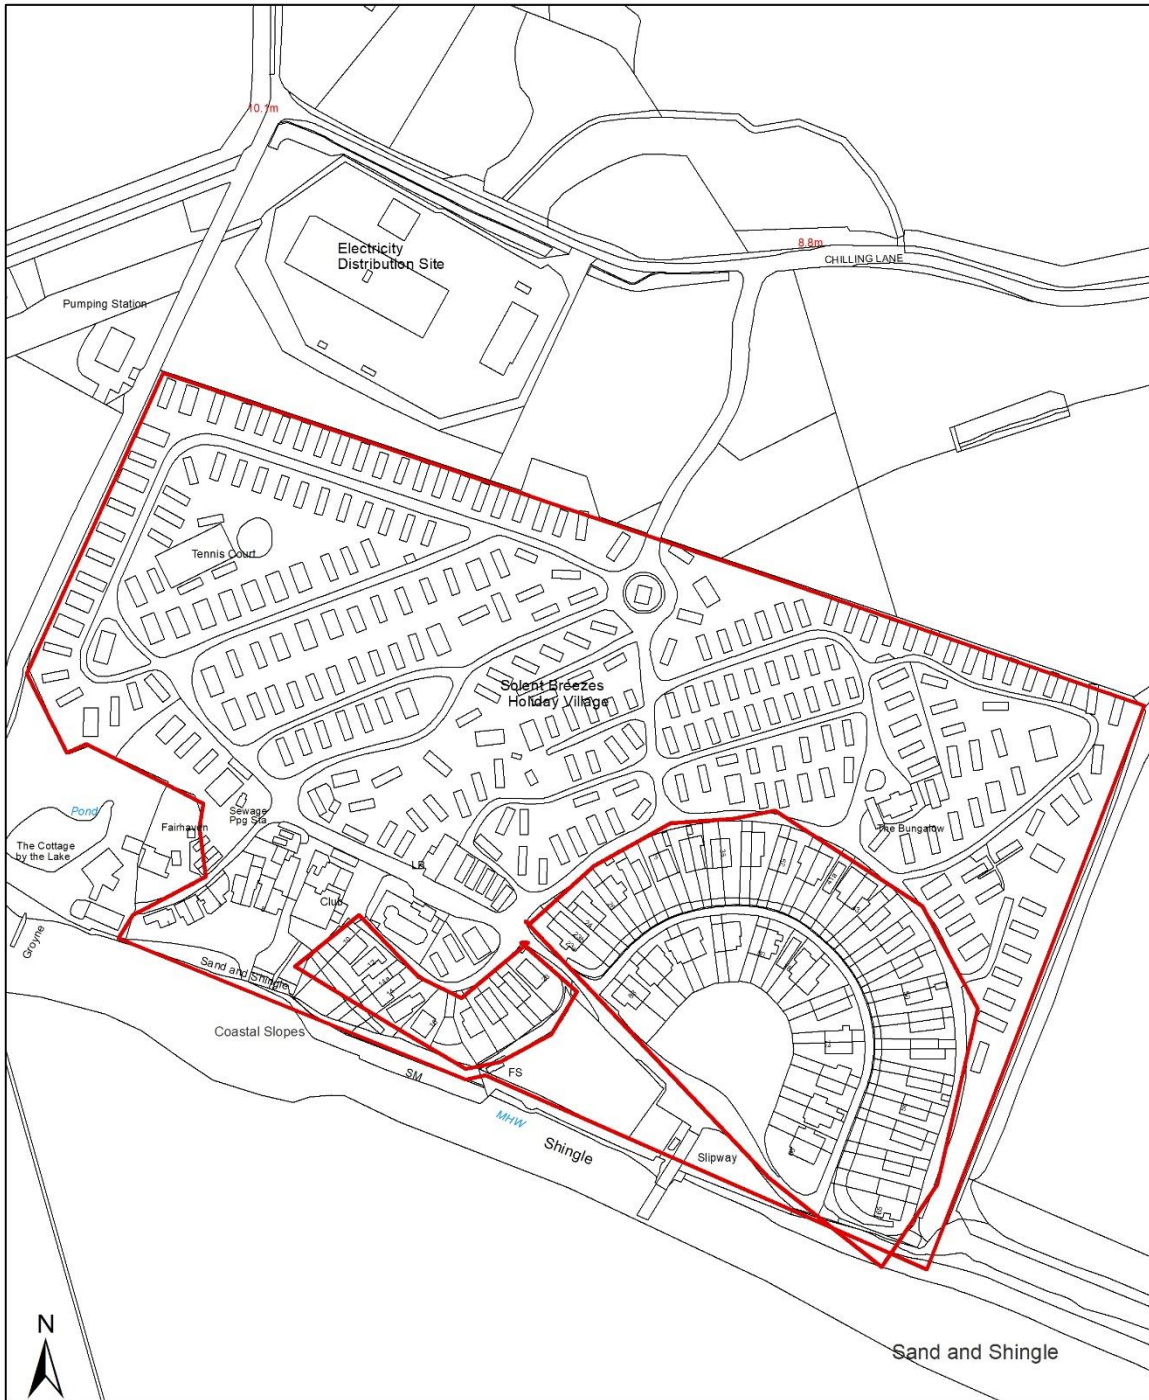 10.1m
Electricity
Distribution Site
8.8m
CHILLING LANE
Pumping Station
Tennis Court
Solent Breezes
Holiday Village
Pond
Fairhaven
Sewage
Ppg Sta
The Bungalow
The Cottage
by the Lake
LB
Club
Groyne
Sand and Shingle
Coastal Slopes
SM
FS
MHW
Shingle
Slipway
N
Sand and Shingle